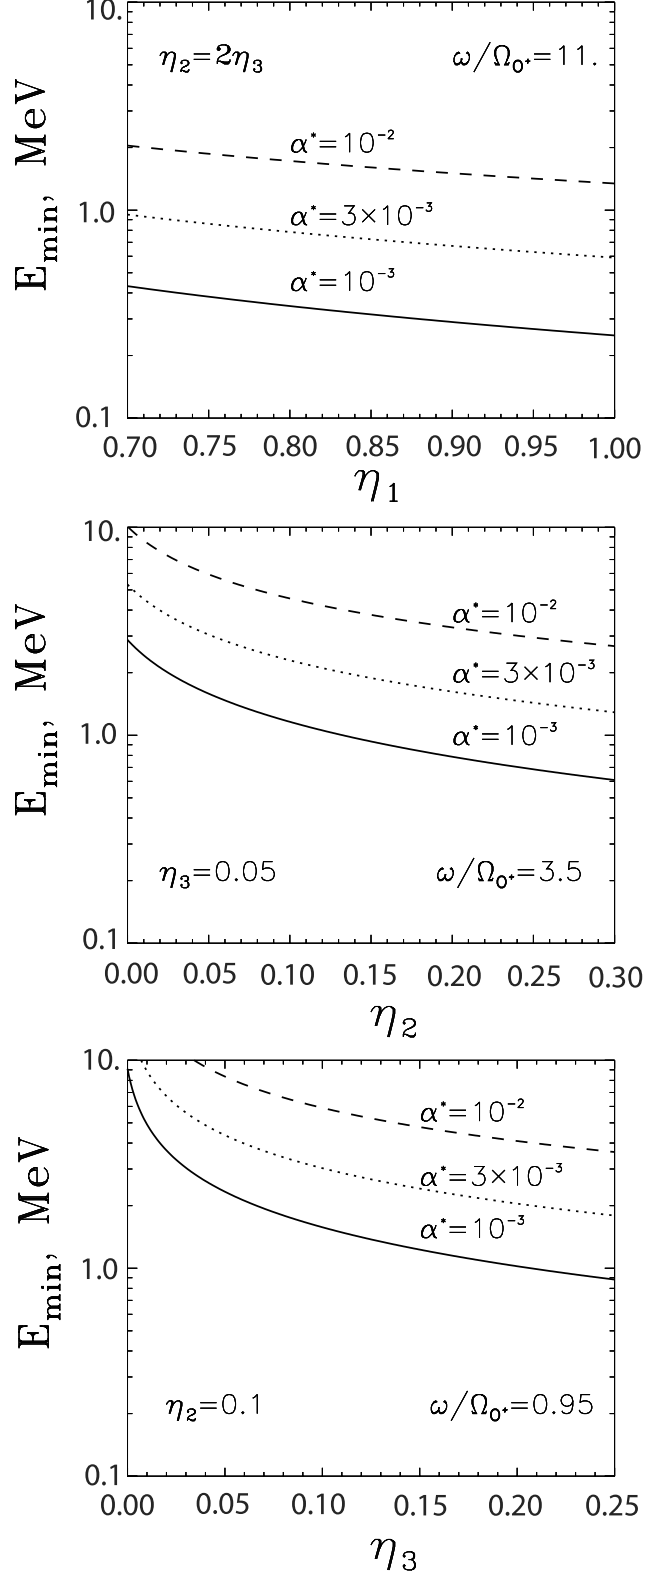 10.
η₂=2η₃ ω/Ω₀⁺=11.
α*=10⁻²
1.0
α*=3×10⁻³
α*=10⁻³
0.1
E_min, MeV
0.70 0.75 0.80 0.85 0.90 0.95 1.00
η₁
10.
α*=10⁻²
α*=3×10⁻³
1.0
α*=10⁻³
η₃=0.05 ω/Ω₀⁺=3.5
0.1
E_min, MeV
0.00 0.05 0.10 0.15 0.20 0.25 0.30
η₂
10.
α*=10⁻²
α*=3×10⁻³
α*=10⁻³
1.0
η₂=0.1 ω/Ω₀⁺=0.95
0.1
E_min, MeV
0.00 0.05 0.10 0.15 0.20 0.25
η₃